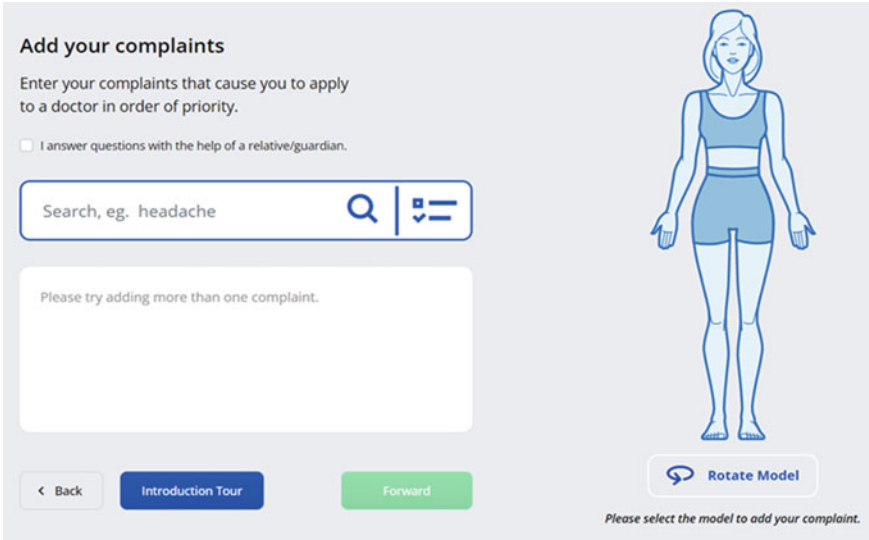 Add your complaints
Enter your complaints that cause you to apply
to a doctor in order of priority.
I answer questions with the help of a relative/guardian.
Search, eg. headache
Please try adding more than one complaint.
Back
Introduction Tour
Forward
Rotate Model
Please select the model to add your complaint.